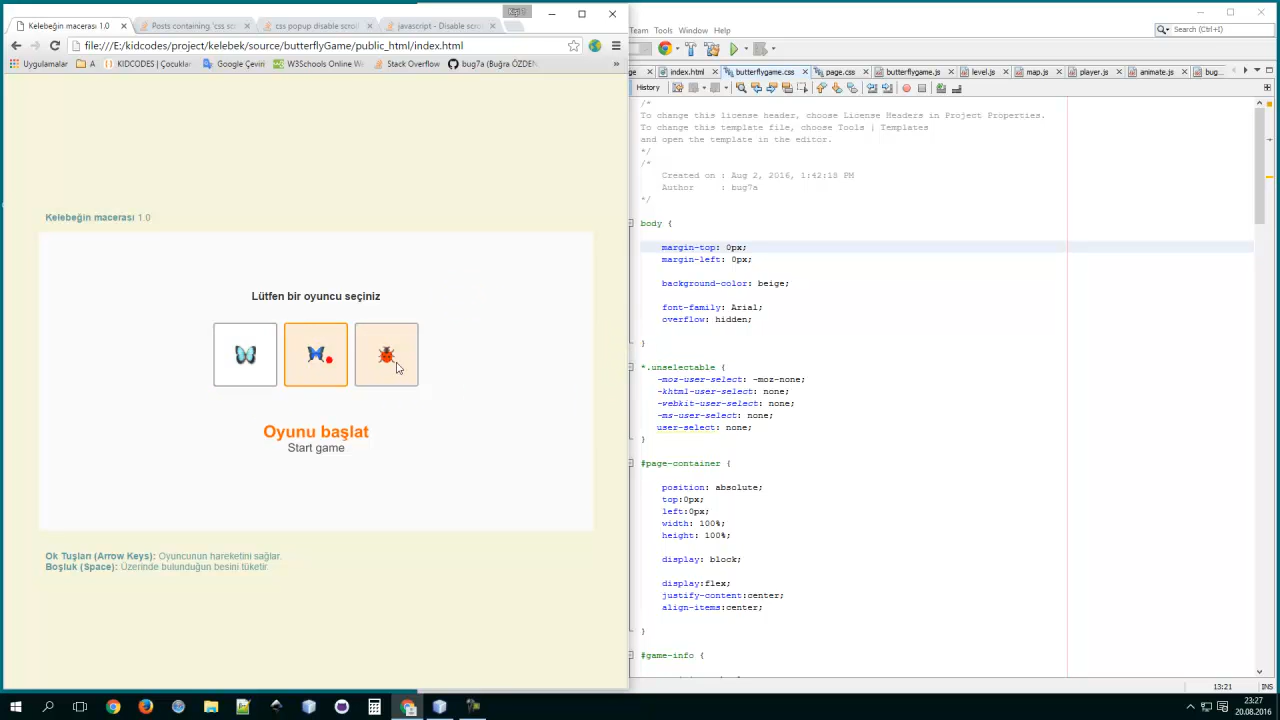 Kişi 1
Kelebeğin macerası 1.0
Posts containing 'css sc
css popup disable scroll
javascript - Disable scro
file:///E:/kidcodes/project/kelebek/source/butterflyGame/public_html/index.html
Uygulamalar
A
KIDCODES | Çocuklar
Google Çeviri
W3Schools Online We
Stack Overflow
bug7a (Buğra ÖZDEN
»
Kelebeğin macerası 1.0
Lütfen bir oyuncu seçiniz
Oyunu başlat
Start game
Ok Tuşları (Arrow Keys): Oyuncunun hareketini sağlar.
Boşluk (Space): Üzerinde bulunduğun besini tüketir.
Team Tools Window Help
Search (Ctrl+I)
ge
index.html
butterflygame.css
page.css
butterflygame.js
level.js
map.js
player.js
animate.js
bug...
History
/*
To change this license header, choose License Headers in Project Properties.
To change this template file, choose Tools | Templates
and open the template in the editor.
*/
/*
Created on : Aug 2, 2016, 1:42:18 PM
Author : bug7a
*/
body {
margin-top: 0px;
margin-left: 0px;
background-color: beige;
font-family: Arial;
overflow: hidden;
}
*.unselectable {
-moz-user-select: -moz-none;
-khtml-user-select: none;
-webkit-user-select: none;
-ms-user-select: none;
user-select: none;
}
#page-container {
position: absolute;
top:0px;
left:0px;
width: 100%;
height: 100%;
display: block;
display:flex;
justify-content:center;
align-items:center;
}
#game-info {
13:21
INS
23:27
20.08.2016